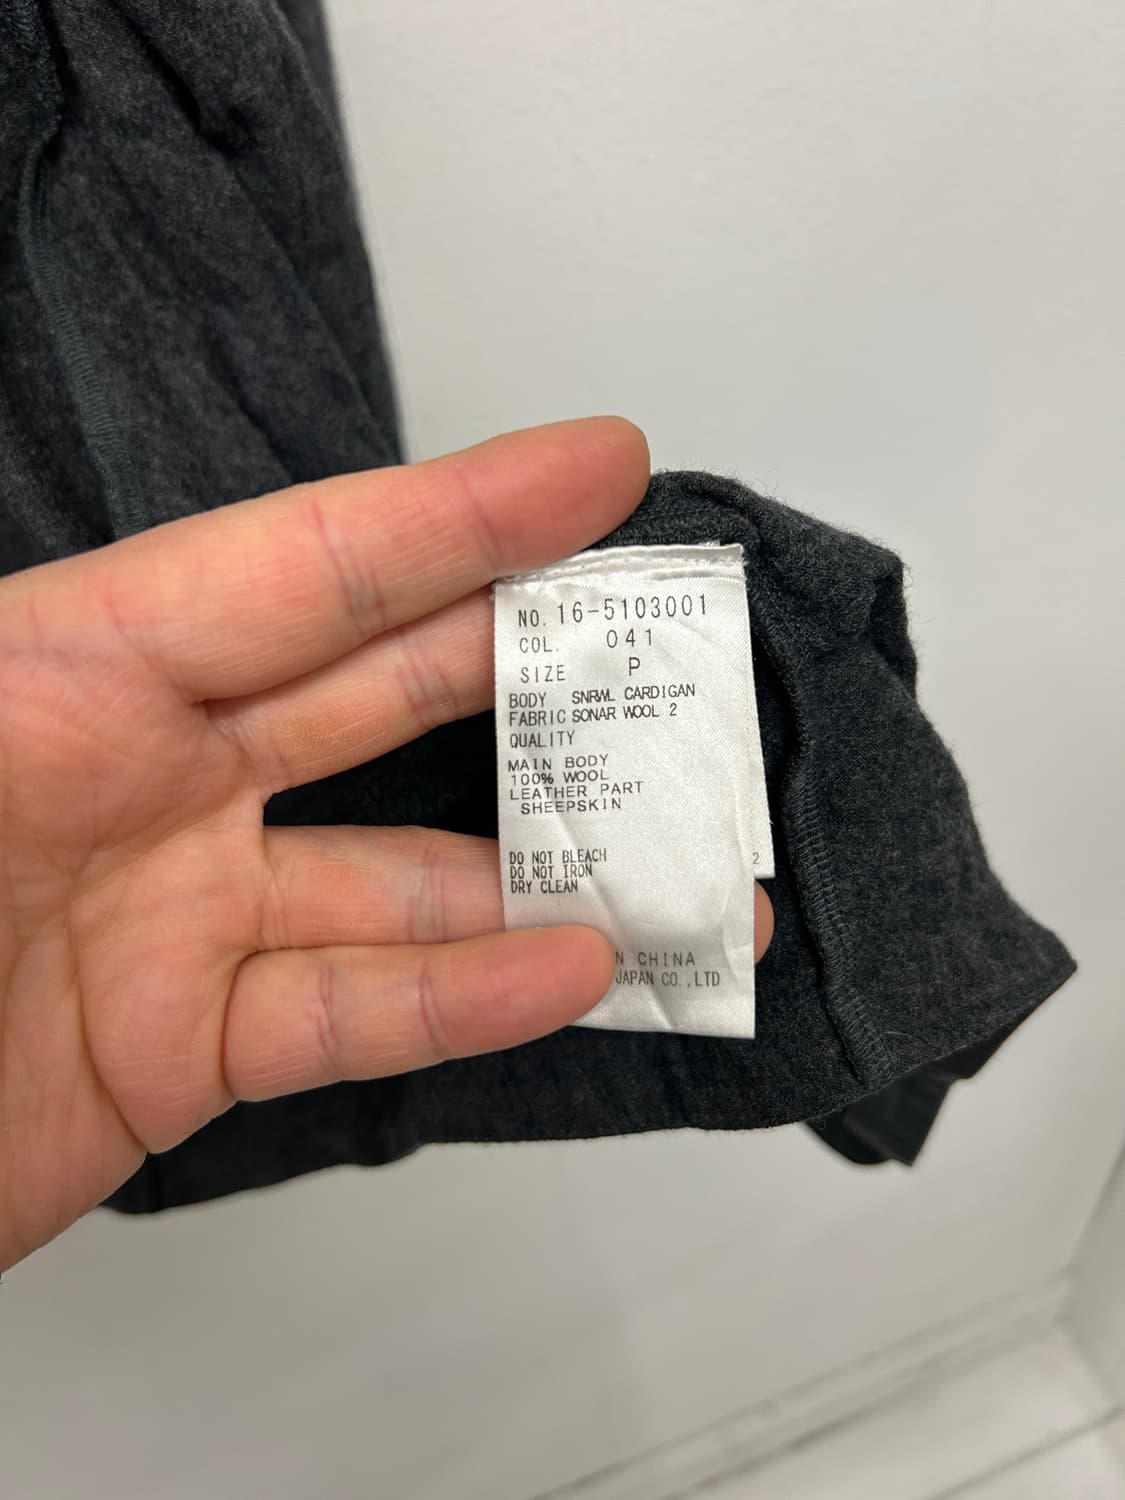 NO. 16-5103001
COL. 041
SIZE P
BODY SNRWL CARDIGAN
FABRIC SONAR WOOL 2
QUALITY
MAIN BODY
100% WOOL
LEATHER PART
SHEEPSKIN
DO NOT BLEACH
DO NOT IRON
DRY CLEAN
2
CHINA
JAPAN CO.,LTD